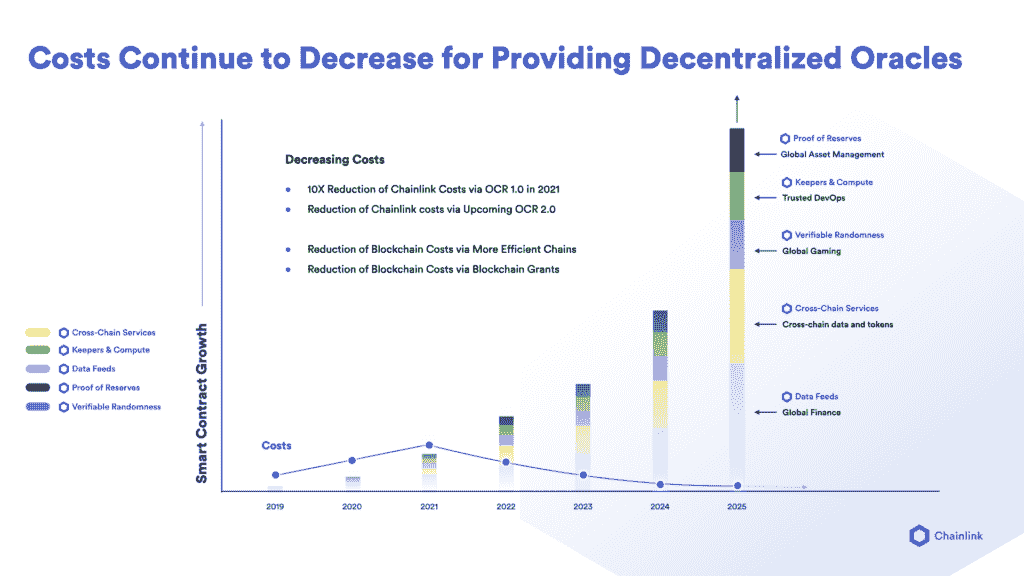 Costs Continue to Decrease for Providing Decentralized Oracles
Decreasing Costs
10X Reduction of Chainlink Costs via OCR 1.0 in 2021
Reduction of Chainlink costs via Upcoming OCR 2.0
Reduction of Blockchain Costs via More Efficient Chains
Reduction of Blockchain Costs via Blockchain Grants
Proof of Reserves
Global Asset Management
Keepers & Compute
Trusted DevOps
Verifiable Randomness
Global Gaming
Cross-Chain Services
Cross-chain data and tokens
Data Feeds
Global Finance
Cross-Chain Services
Keepers & Compute
Data Feeds
Proof of Reserves
Verifiable Randomness
Smart Contract Growth
Costs
2019
2020
2021
2022
2023
2024
2025
Chainlink